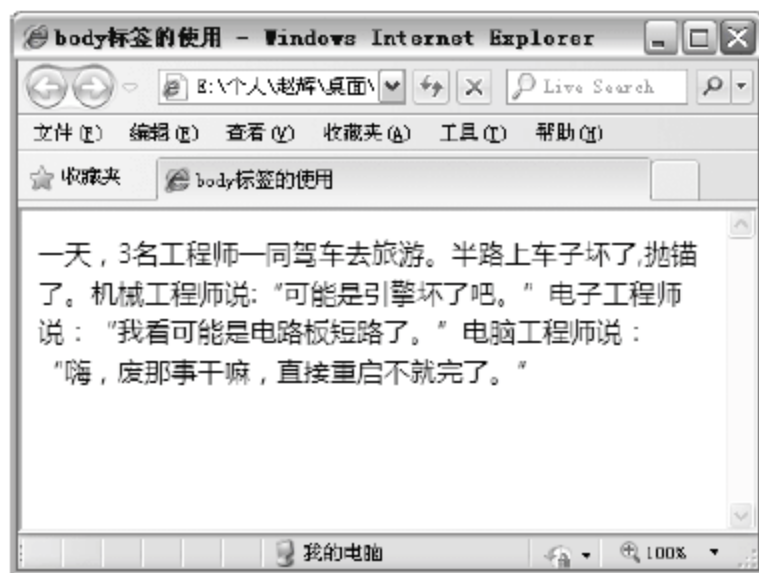 body标签的使用 - Windows Internet Explorer
E:\个人\赵辉\桌面\ Live Search
文件(F) 编辑(E) 查看(V) 收藏夹(A) 工具(T) 帮助(H)
收藏夹 body标签的使用
一天，3名工程师一同驾车去旅游。半路上车子坏了,抛锚
了。机械工程师说:“可能是引擎坏了吧。”电子工程师
说：“我看可能是电路板短路了。”电脑工程师说：
“嗨，废那事干嘛，直接重启不就完了。”
我的电脑 100%